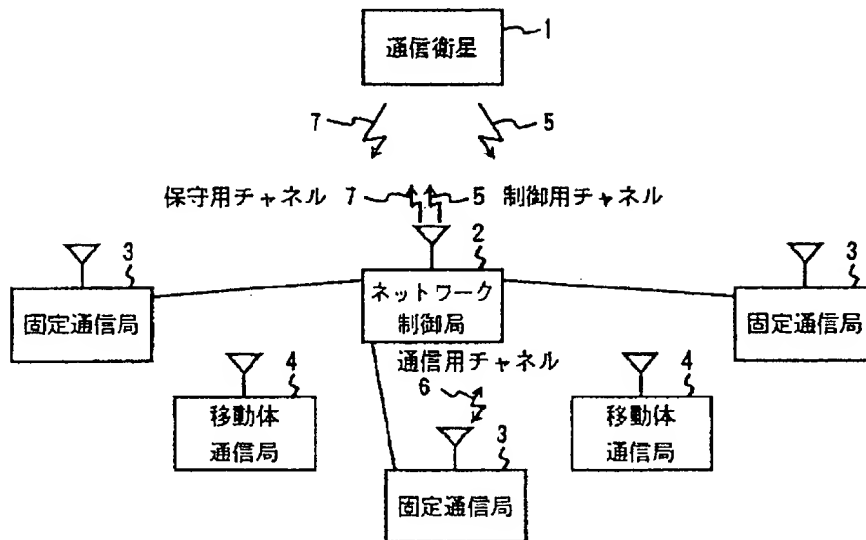 通信衛星
1
7
5
保守用チャネル 7 5 制御用チャネル
3
2
3
固定通信局
ネットワーク
制御局
固定通信局
通信用チャネル
4
6
4
移動体
通信局
3
移動体
通信局
固定通信局